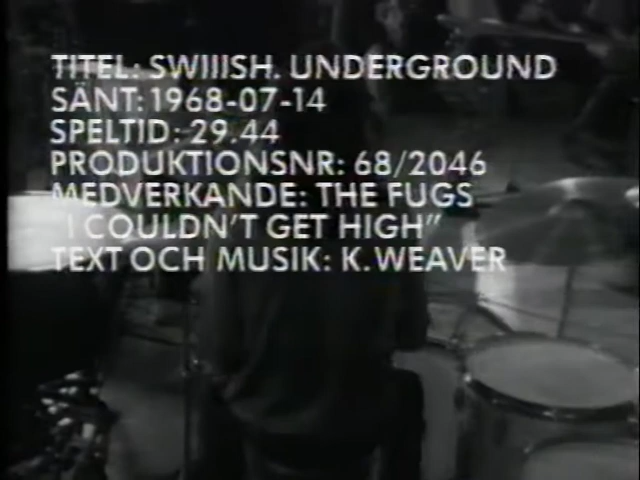 TITEL: SWIIISH. UNDERGROUND
SÄNT: 1968-07-14
SPELTID: 29.44
PRODUKTIONSNR: 68/2046
MEDVERKANDE: THE FUGS
"I COULDN'T GET HIGH"
TEXT OCH MUSIK: K. WEAVER